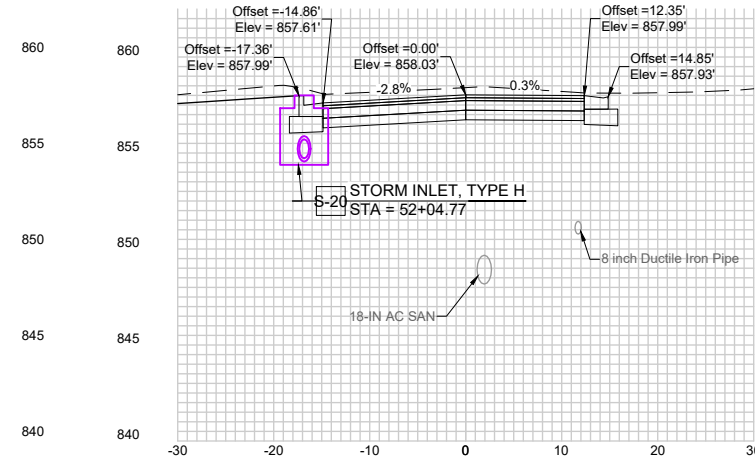 Offset =-14.86'
Elev = 857.61'
Offset =12.35'
Elev = 857.99'
Offset =-17.36'
Elev = 857.99'
Offset =0.00'
Elev = 858.03'
Offset =14.85'
Elev = 857.93'
-2.8%
0.3%
860
860
855
855
S-20
STORM INLET, TYPE H
STA = 52+04.77
850
850
8 inch Ductile Iron Pipe
18-IN AC SAN
845
845
840
840
-30
-20
-10
0
10
20